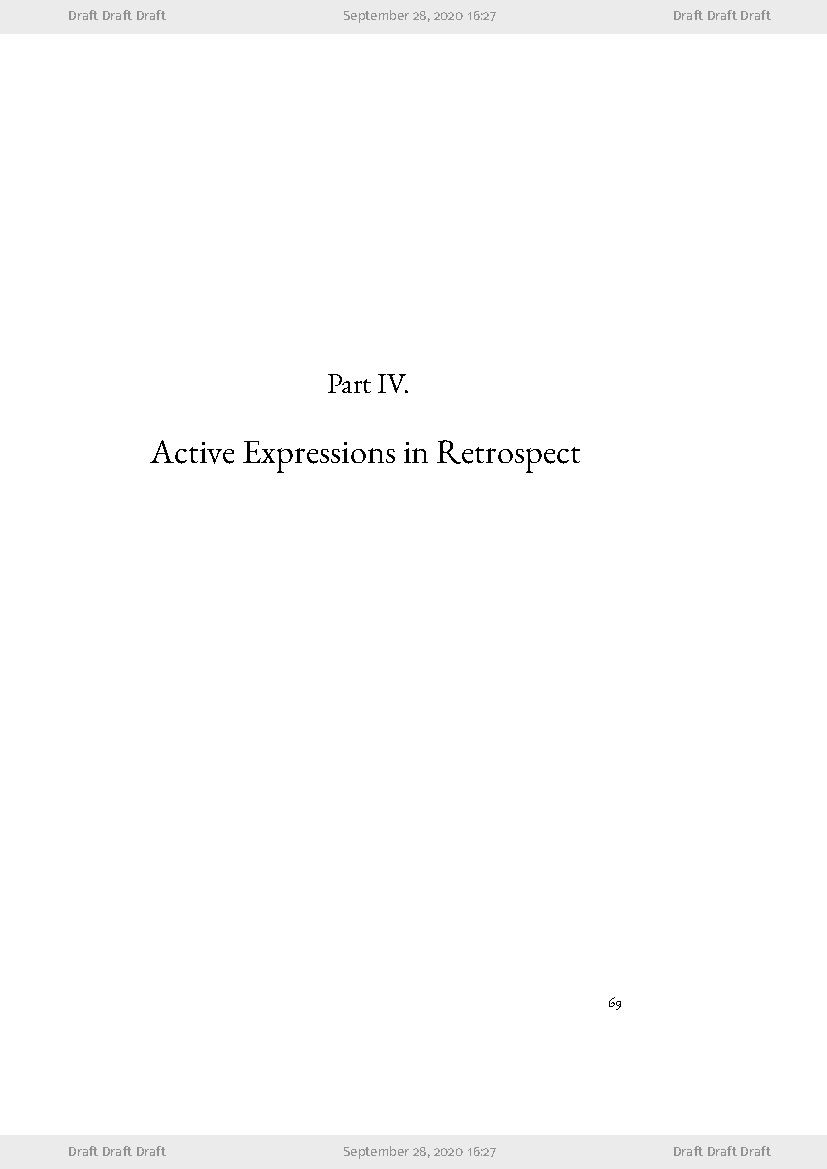 Draft Draft Draft September 28, 2020 16:27 Draft Draft Draft
Part IV.
Active Expressions in Retrospect
69
Draft Draft Draft September 28, 2020 16:27 Draft Draft Draft